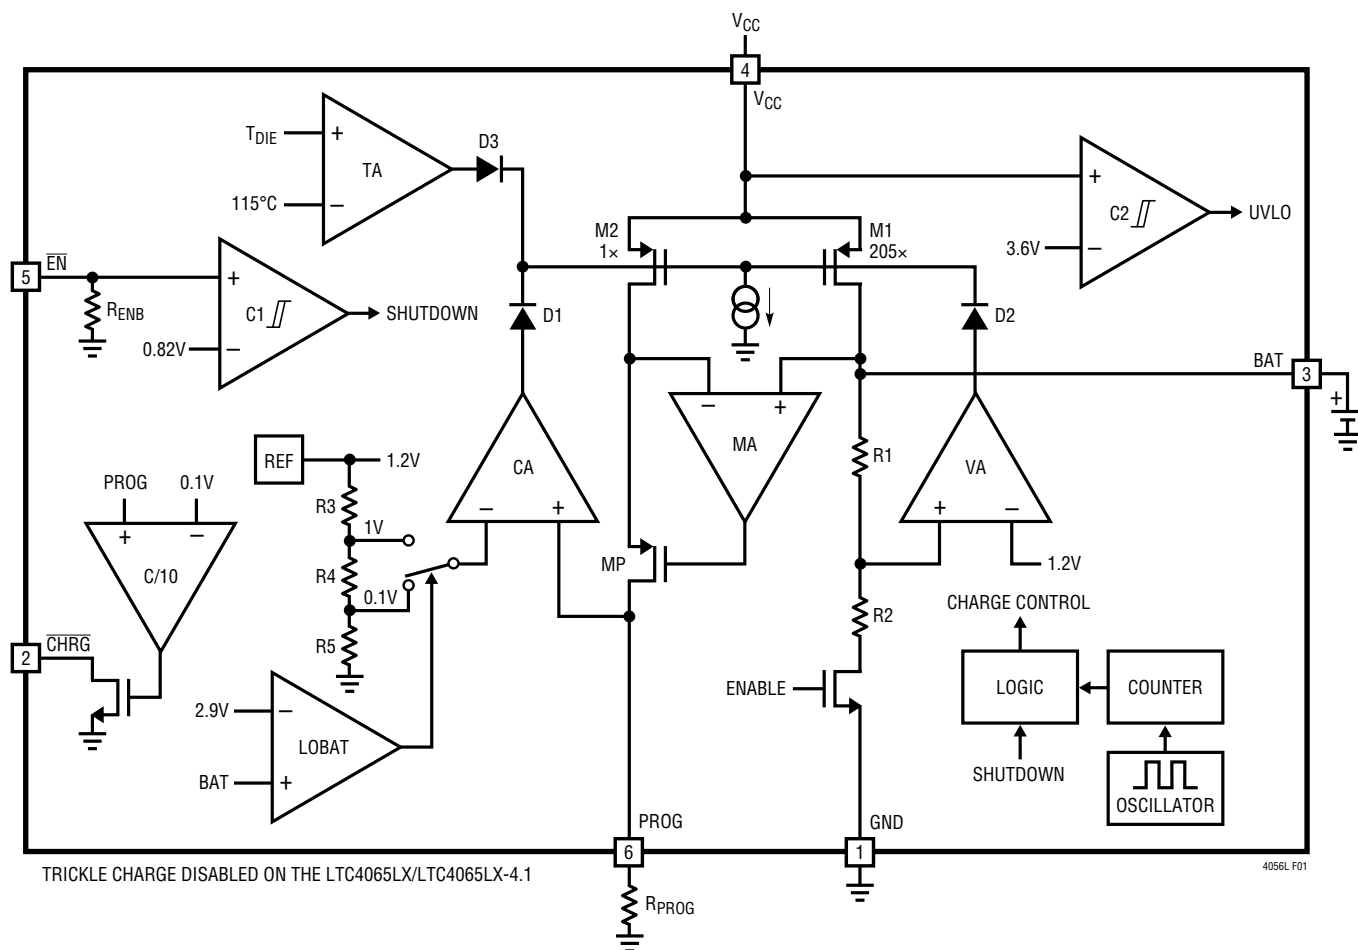 VCC
4
VCC
TDIE
+
TA
D3
115°C
–
+
C2
UVLO
3.6V
–
M2
1×
M1
205×
5
EN
RENB
+
C1
SHUTDOWN
0.82V
–
D1
D2
BAT
3
+
–
+
MA
R1
REF
1.2V
CA
–
+
VA
+
–
1.2V
PROG
0.1V
+
–
C/10
R3
1V
R4
0.1V
R5
MP
R2
CHARGE CONTROL
2
CHRG
2.9V
–
LOBAT
BAT
+
ENABLE
LOGIC
COUNTER
SHUTDOWN
OSCILLATOR
PROG
6
GND
1
RPROG
TRICKLE CHARGE DISABLED ON THE LTC4065LX/LTC4065LX-4.1
4056L F01